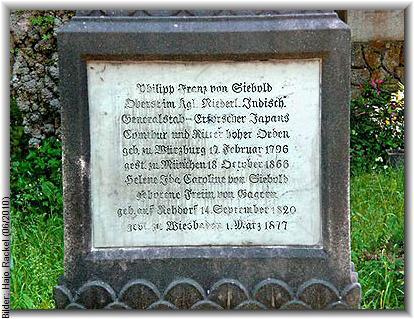 Philipp Franz von Siebold
Oberst im kgl. Niederl. Indisch.
Generalstab-Erforscher Japans
Comthur und Ritter hoher Orden
geb. zu Würzburg 17. Februar 1796
gest. zu München 18 October 1866
Helene Ida Caroline von Siebold
geborene Freiin von Gagern
geb. auf Rehdorf 14. September 1820
gest. zu Wiesbaden 1. März 1877
Bilder: Hajo Rackel (06/2010)